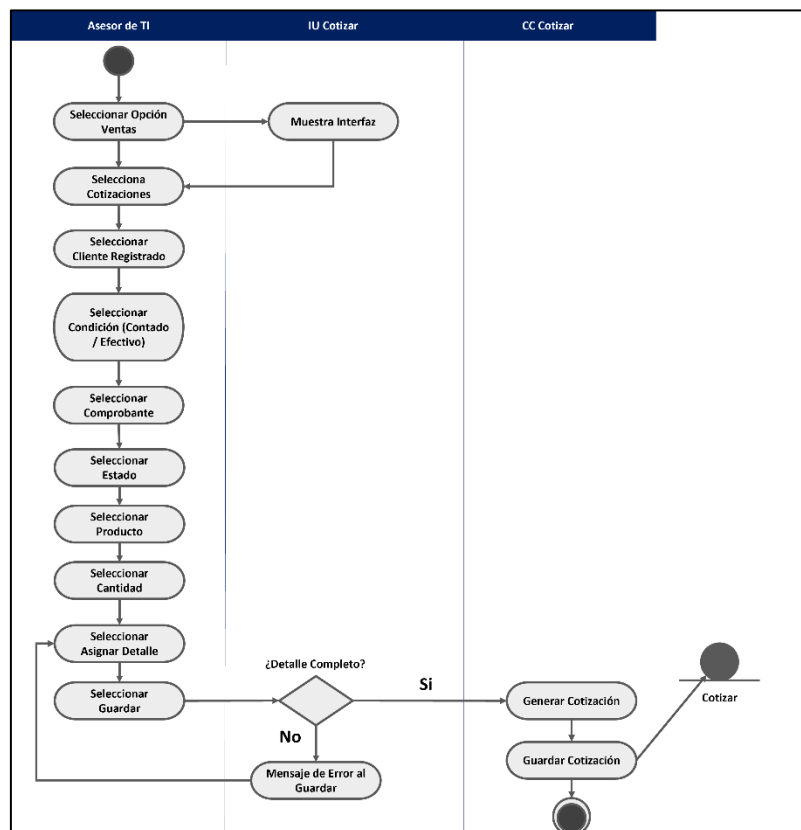 Asesor de TI
IU Cotizar
CC Cotizar
Seleccionar Opción
Ventas
Muestra Interfaz
Selecciona
Cotizaciones
Seleccionar
Cliente Registrado
Seleccionar
Condición (Contado
/ Efectivo)
Seleccionar
Comprobante
Seleccionar
Estado
Seleccionar
Producto
Seleccionar
Cantidad
Seleccionar
Asignar Detalle
¿Detalle Completo?
Seleccionar
Guardar
Si
Generar Cotización
Cotizar
No
Guardar Cotización
Mensaje de Error al
Guardar